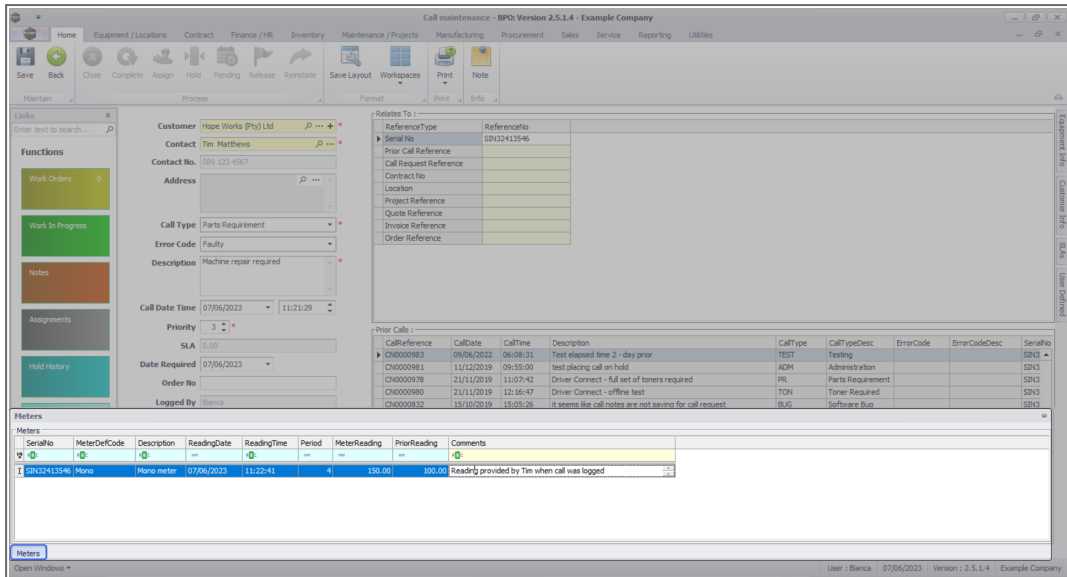 Call maintenance - BPO: Version 2.5.1.4 - Example Company
Home Equipment / Locations Contract Finance / HR Inventory Maintenance / Projects Manufacturing Procurement Sales Service Reporting Utilities
Save Back Close Complete Assign Hold Pending Release Reinstate Save Layout Workspaces Print Note
Maintain Process Format Print Info
Links
Enter text to search...
Functions
Work Orders 0
Work In Progress
Notes
Assignments
Hold History
Customer Hope Works (Pty) Ltd *
Contact Tim Matthews *
Contact No. 089 123 4567
Address
Call Type Parts Requirement *
Error Code Faulty
Description Machine repair required *
Call Date Time 07/06/2023 11:21:29
Priority 3 *
SLA 0.00
Date Required 07/06/2023
Order No
Logged By Bianca
Relates To :
ReferenceType ReferenceNo
Serial No SIN32413546
Prior Call Reference
Call Request Reference
Contract No
Location
Project Reference
Quote Reference
Invoice Reference
Order Reference
Equipment Info
Customer Info
SLAs
User Defined
Prior Calls :
CallReference CallDate CallTime Description CallType CallTypeDesc ErrorCode ErrorCodeDesc SerialNo
CN0000983 09/06/2022 06:08:31 Test elapsed time 2 - day prior TEST Testing SIN3
CN0000981 11/12/2019 09:55:00 test placing call on hold ADM Administration SIN3
CN0000978 21/11/2019 11:07:42 Driver Connect - full set of toners required PR Parts Requirement SIN3
CN0000980 21/11/2019 12:16:47 Driver Connect - offline test TON Toner Required SIN3
CN0000832 15/10/2019 15:05:26 it seems like call notes are not saving for call request BUG Software Bug SIN3
Meters
Meters
SerialNo MeterDefCode Description ReadingDate ReadingTime Period MeterReading PriorReading Comments
SIN32413546 Mono Mono meter 07/06/2023 11:22:41 4 150.00 100.00 Reading provided by Tim when call was logged
Meters
Open Windows User : Bianca 07/06/2023 Version : 2.5.1.4 Example Company